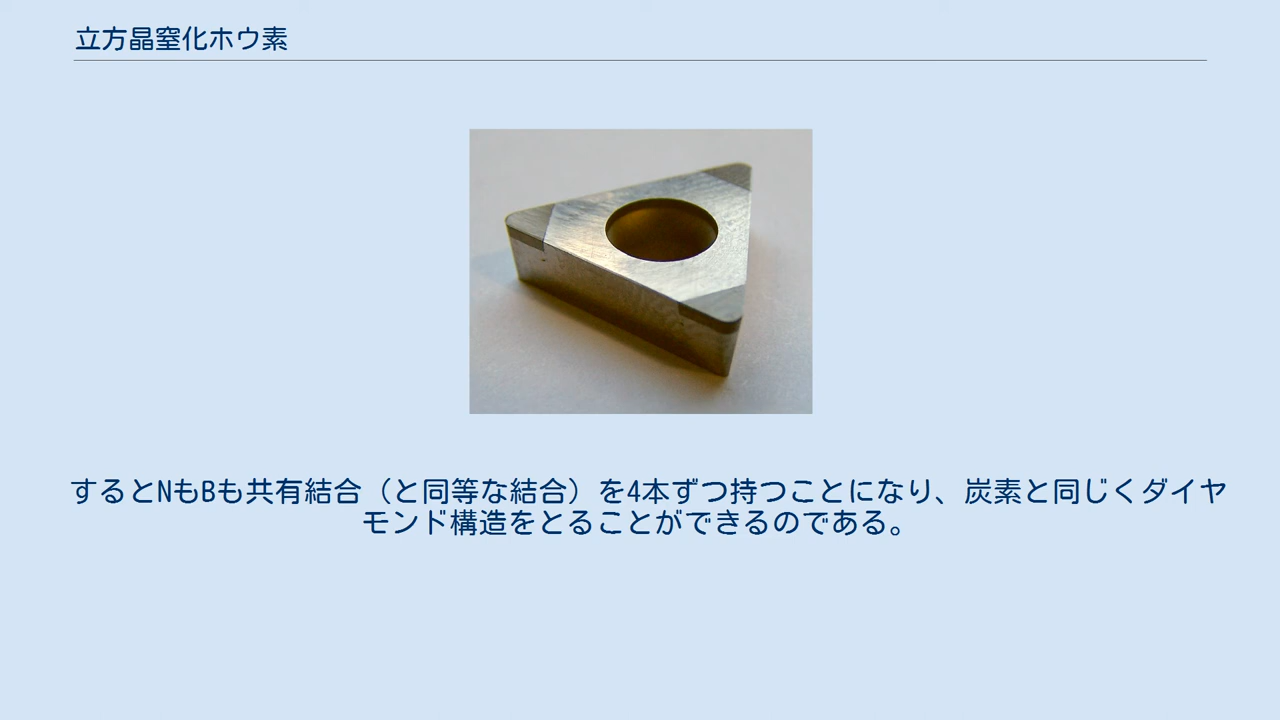 立方晶窒化ホウ素
するとNもBも共有結合（と同等な結合）を4本ずつ持つことになり、炭素と同じくダイヤ
モンド構造をとることができるのである。